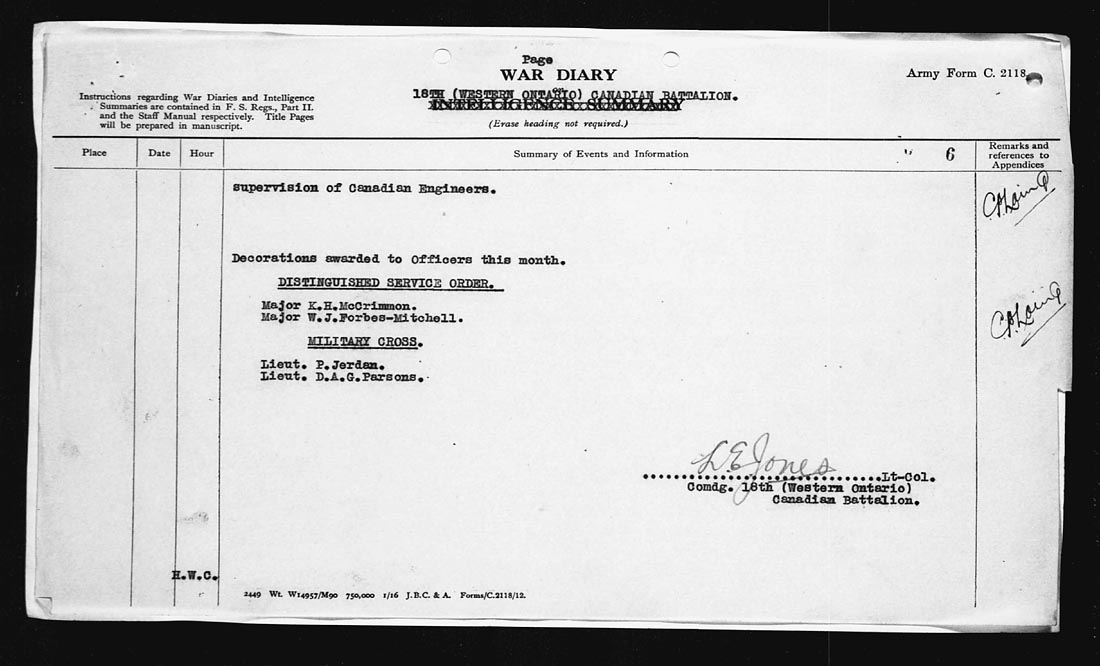 Page
WAR DIARY
Army Form C. 2118.
18TH (WESTERN ONTARIO) CANADIAN BATTALION.
or
INTELLIGENCE SUMMARY
(Erase heading not required.)
Instructions regarding War Diaries and Intelligence
Summaries are contained in F. S. Regs., Part II.
and the Staff Manual respectively. Title Pages
will be prepared in manuscript.
Place Date Hour Summary of Events and Information 6 Remarks and
references to
Appendices
supervision of Canadian Engineers.
Decorations awarded to Officers this month.
DISTINGUISHED SERVICE ORDER.
Major K.H.McCrimmon.
Major W.J.Forbes-Mitchell.
MILITARY CROSS.
Lieut. P.Jerdan.
Lieut. D.A.G.Parsons.
L E Jones
Lt-Col.
Comdg. 18th (Western Ontario)
Canadian Battalion.
H.W.C.
2449 Wt. W14957/M90 750,000 1/16 J.B.C. & A. Forms/C.2118/12.